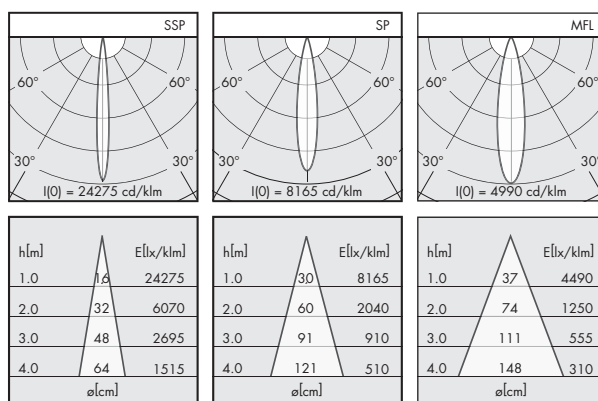 SSP
60° 60°
30° 30°
I(0) = 24275 cd/klm
h[m] E[lx/klm]
1.0 16 24275
2.0 32 6070
3.0 48 2695
4.0 64 1515
ø[cm]
SP
60° 60°
30° 30°
I(0) = 8165 cd/klm
h[m] E[lx/klm]
1.0 30 8165
2.0 60 2040
3.0 91 910
4.0 121 510
ø[cm]
MFL
60° 60°
30° 30°
I(0) = 4990 cd/klm
h[m] E[lx/klm]
1.0 37 4490
2.0 74 1250
3.0 111 555
4.0 148 310
ø[cm]